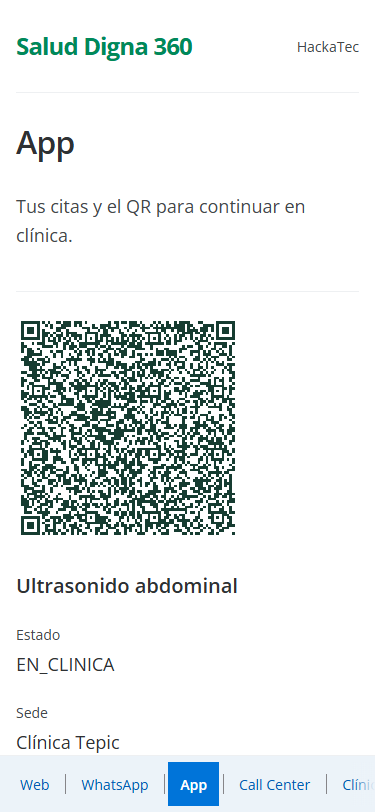 Salud Digna 360
HackaTec
App
Tus citas y el QR para continuar en
clínica.
Ultrasonido abdominal
Estado
EN_CLINICA
Sede
Clínica Tepic
Web
WhatsApp
App
Call Center
Clínic